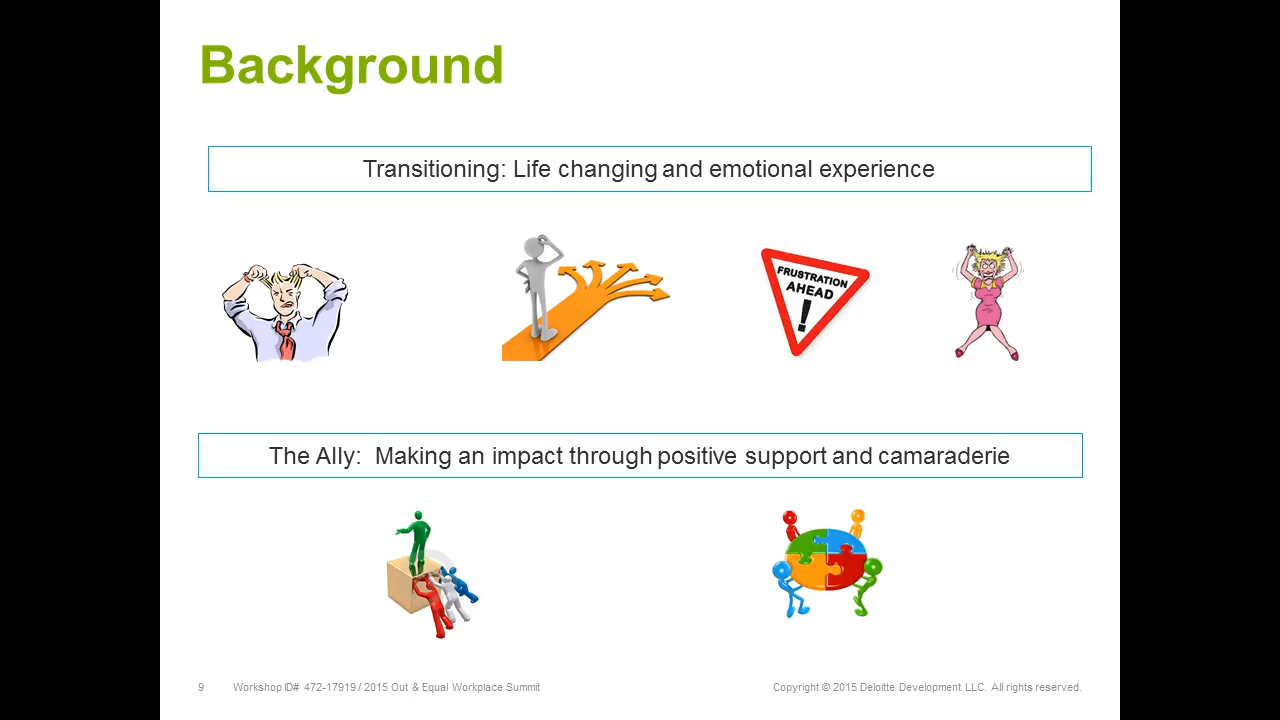 Background
Transitioning: Life changing and emotional experience
FRUSTRATION
AHEAD
!
The Ally: Making an impact through positive support and camaraderie
9 Workshop ID# 472-17919 / 2015 Out & Equal Workplace Summit
Copyright © 2015 Deloitte Development LLC. All rights reserved.